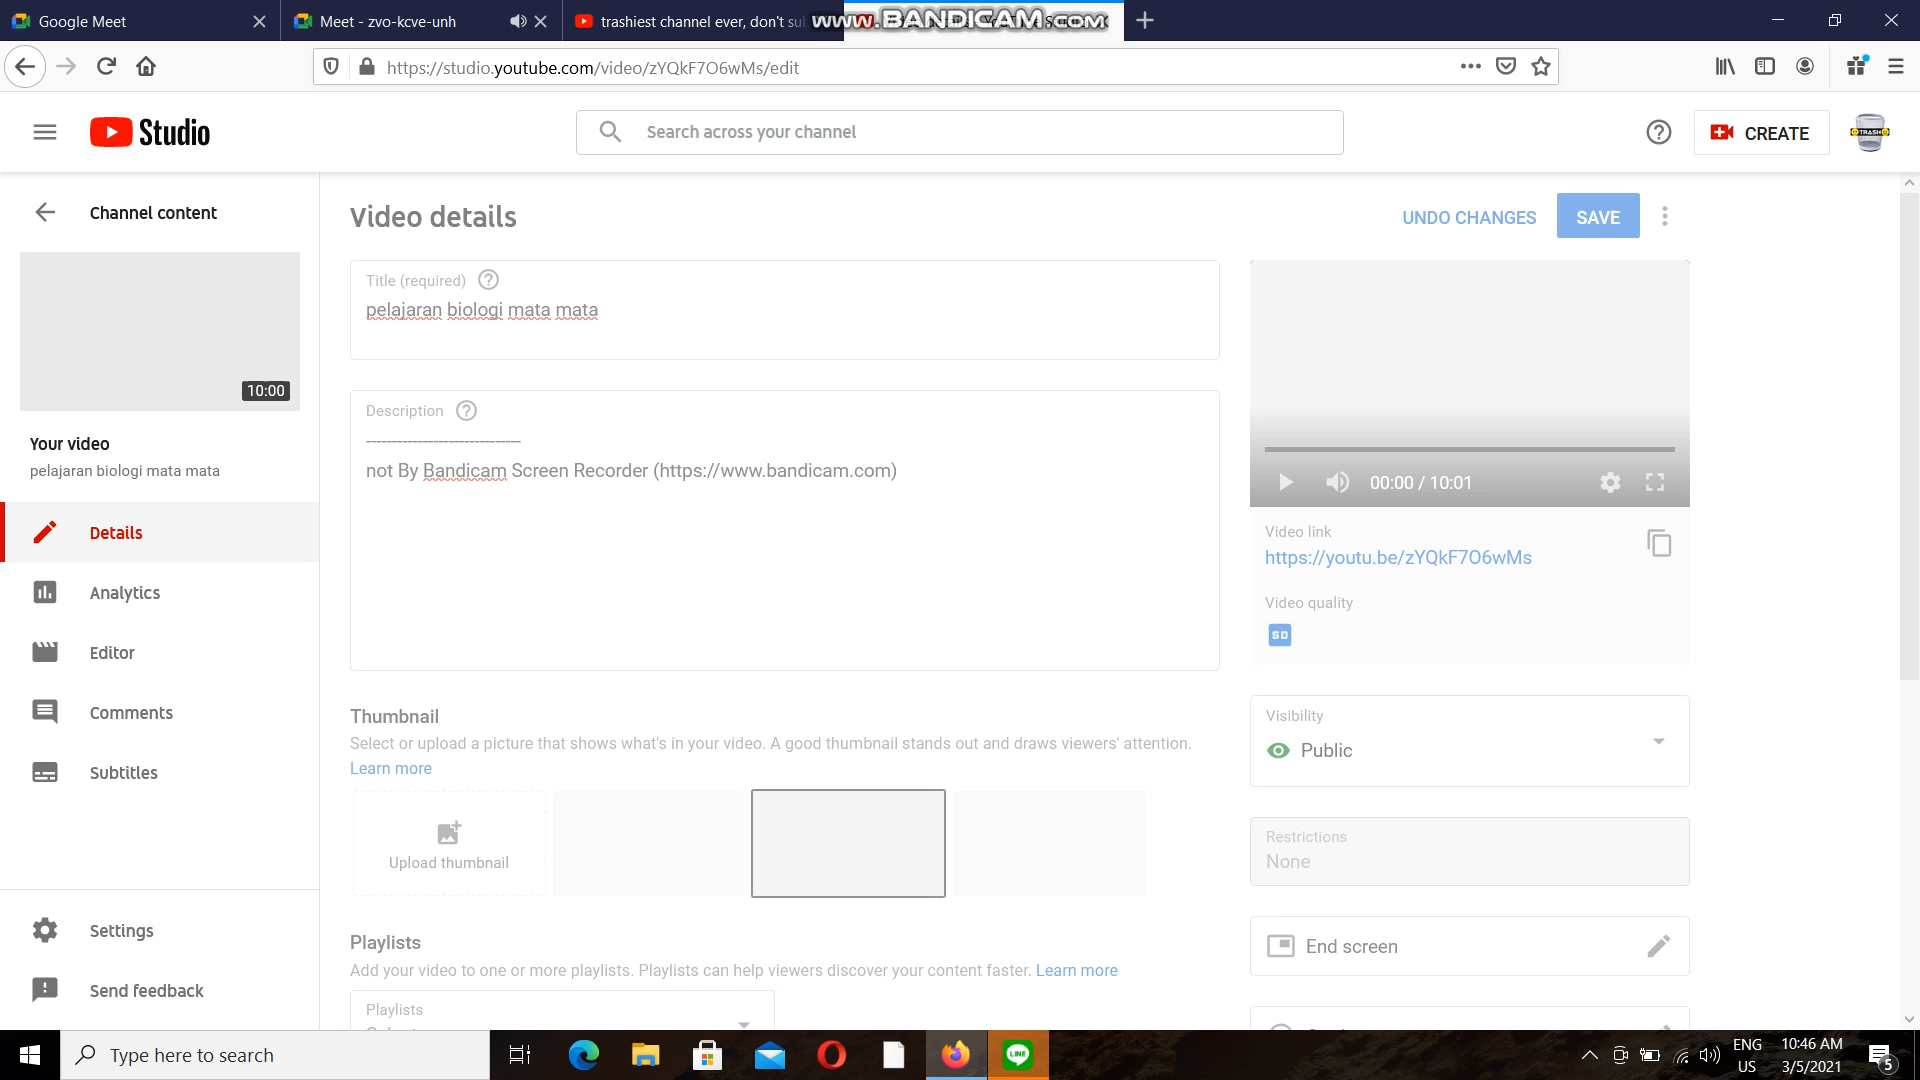 Google Meet
Meet - zvo-kcve-unh
trashiest channel ever, don't su
www.BANDICAM.com
https://studio.youtube.com/video/zYQkF7O6wMs/edit
Studio
Search across your channel
CREATE
TRASH
Channel content
Video details
UNDO CHANGES
SAVE
10:00
Your video
pelajaran biologi mata mata
Details
Analytics
Editor
Comments
Subtitles
Settings
Send feedback
Title (required)
pelajaran biologi mata mata
Description
------------------------------
not By Bandicam Screen Recorder (https://www.bandicam.com)
Thumbnail
Select or upload a picture that shows what's in your video. A good thumbnail stands out and draws viewers' attention.
Learn more
Upload thumbnail
Playlists
Add your video to one or more playlists. Playlists can help viewers discover your content faster. Learn more
Playlists
00:00 / 10:01
Video link
https://youtu.be/zYQkF7O6wMs
Video quality
SD
Visibility
Public
Restrictions
None
End screen
Type here to search
LINE
ENG
US
10:46 AM
3/5/2021
5